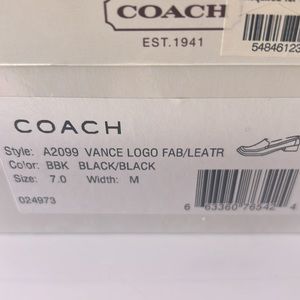 COACH
EST. 1941
54846123
COACH
Style: A2099 VANCE LOGO FAB/LEATR
Color: BBK BLACK/BLACK
Size: 7.0 Width: M
024973
6 63360 76542 4